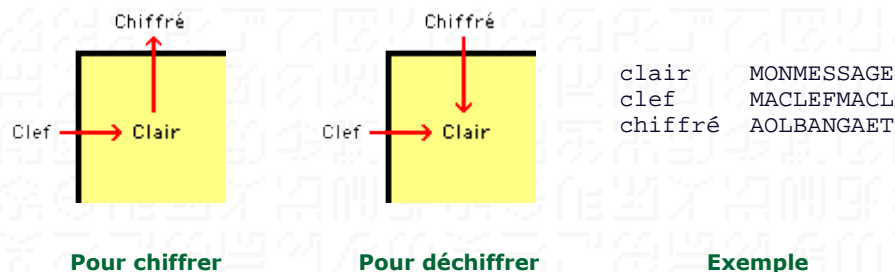 Chiffré
Clef
Clair
Pour chiffrer
Chiffré
Clef
Clair
Pour déchiffrer
clair MONMESSAGE
clef MACLEFMACL
chiffré AOLBANGAET
Exemple